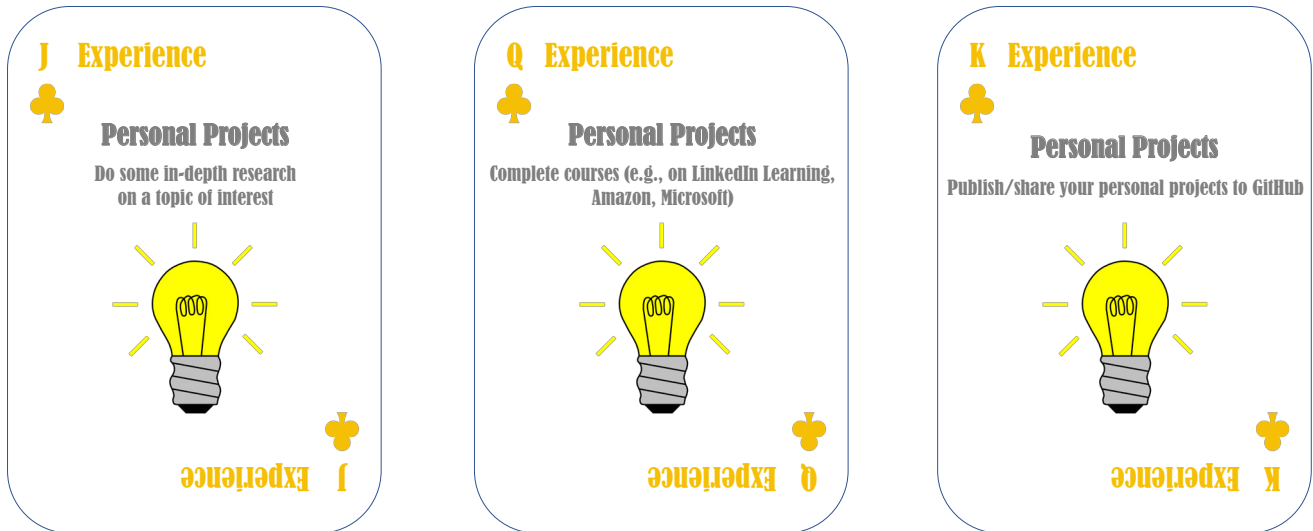 J Experience
Personal Projects
Do some in-depth research
on a topic of interest
J Experience
Q Experience
Personal Projects
Complete courses (e.g., on LinkedIn Learning,
Amazon, Microsoft)
Q Experience
K Experience
Personal Projects
Publish/share your personal projects to GitHub
K Experience